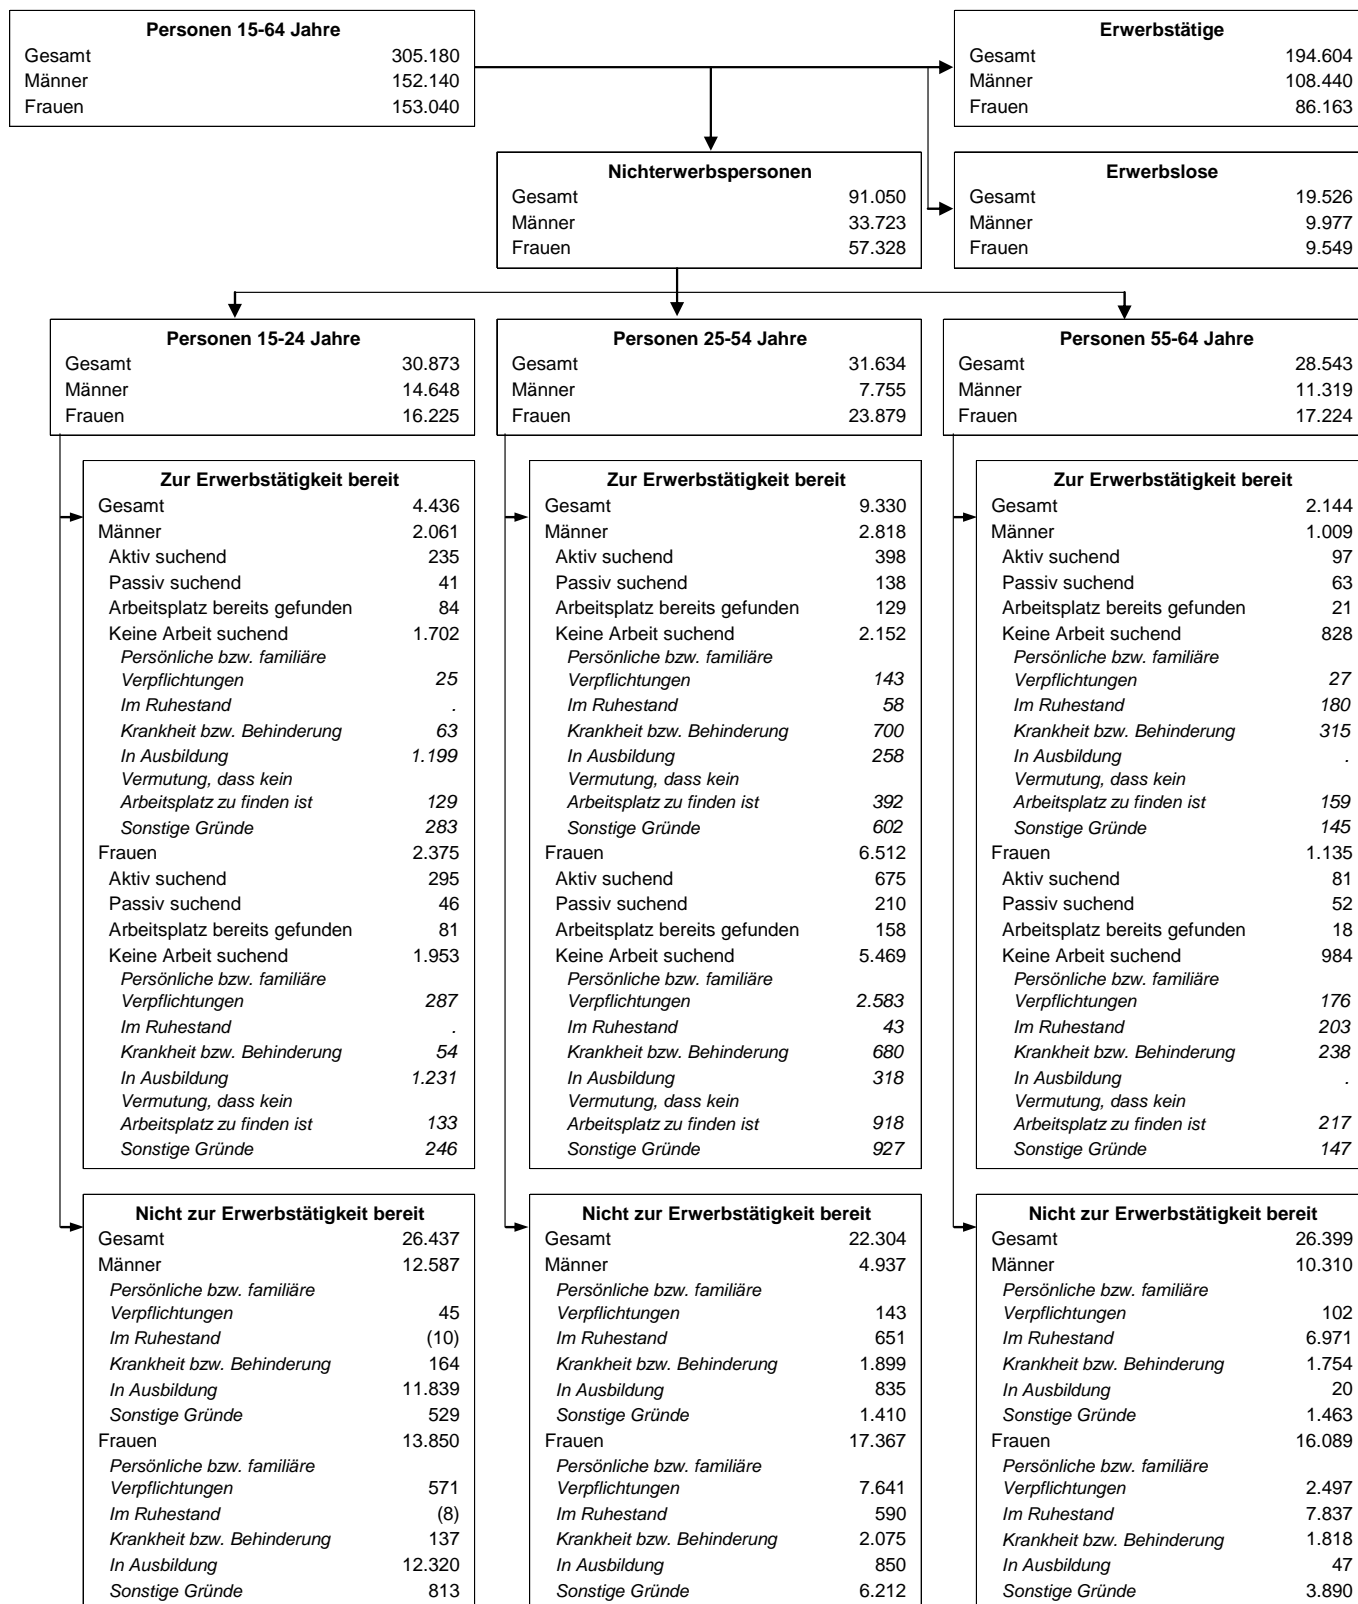 Personen 15-64 Jahre
Gesamt 305.180
Männer 152.140
Frauen 153.040
Erwerbstätige
Gesamt 194.604
Männer 108.440
Frauen 86.163
Nichterwerbspersonen
Gesamt 91.050
Männer 33.723
Frauen 57.328
Erwerbslose
Gesamt 19.526
Männer 9.977
Frauen 9.549
Personen 15-24 Jahre
Gesamt 30.873
Männer 14.648
Frauen 16.225
Personen 25-54 Jahre
Gesamt 31.634
Männer 7.755
Frauen 23.879
Personen 55-64 Jahre
Gesamt 28.543
Männer 11.319
Frauen 17.224
Zur Erwerbstätigkeit bereit
Gesamt 4.436
Männer 2.061
Aktiv suchend 235
Passiv suchend 41
Arbeitsplatz bereits gefunden 84
Keine Arbeit suchend 1.702
Persönliche bzw. familiäre
Verpflichtungen 25
Im Ruhestand .
Krankheit bzw. Behinderung 63
In Ausbildung 1.199
Vermutung, dass kein
Arbeitsplatz zu finden ist 129
Sonstige Gründe 283
Frauen 2.375
Aktiv suchend 295
Passiv suchend 46
Arbeitsplatz bereits gefunden 81
Keine Arbeit suchend 1.953
Persönliche bzw. familiäre
Verpflichtungen 287
Im Ruhestand .
Krankheit bzw. Behinderung 54
In Ausbildung 1.231
Vermutung, dass kein
Arbeitsplatz zu finden ist 133
Sonstige Gründe 246
Zur Erwerbstätigkeit bereit
Gesamt 9.330
Männer 2.818
Aktiv suchend 398
Passiv suchend 138
Arbeitsplatz bereits gefunden 129
Keine Arbeit suchend 2.152
Persönliche bzw. familiäre
Verpflichtungen 143
Im Ruhestand 58
Krankheit bzw. Behinderung 700
In Ausbildung 258
Vermutung, dass kein
Arbeitsplatz zu finden ist 392
Sonstige Gründe 602
Frauen 6.512
Aktiv suchend 675
Passiv suchend 210
Arbeitsplatz bereits gefunden 158
Keine Arbeit suchend 5.469
Persönliche bzw. familiäre
Verpflichtungen 2.583
Im Ruhestand 43
Krankheit bzw. Behinderung 680
In Ausbildung 318
Vermutung, dass kein
Arbeitsplatz zu finden ist 918
Sonstige Gründe 927
Zur Erwerbstätigkeit bereit
Gesamt 2.144
Männer 1.009
Aktiv suchend 97
Passiv suchend 63
Arbeitsplatz bereits gefunden 21
Keine Arbeit suchend 828
Persönliche bzw. familiäre
Verpflichtungen 27
Im Ruhestand 180
Krankheit bzw. Behinderung 315
In Ausbildung .
Vermutung, dass kein
Arbeitsplatz zu finden ist 159
Sonstige Gründe 145
Frauen 1.135
Aktiv suchend 81
Passiv suchend 52
Arbeitsplatz bereits gefunden 18
Keine Arbeit suchend 984
Persönliche bzw. familiäre
Verpflichtungen 176
Im Ruhestand 203
Krankheit bzw. Behinderung 238
In Ausbildung .
Vermutung, dass kein
Arbeitsplatz zu finden ist 217
Sonstige Gründe 147
Nicht zur Erwerbstätigkeit bereit
Gesamt 26.437
Männer 12.587
Persönliche bzw. familiäre
Verpflichtungen 45
Im Ruhestand (10)
Krankheit bzw. Behinderung 164
In Ausbildung 11.839
Sonstige Gründe 529
Frauen 13.850
Persönliche bzw. familiäre
Verpflichtungen 571
Im Ruhestand (8)
Krankheit bzw. Behinderung 137
In Ausbildung 12.320
Sonstige Gründe 813
Nicht zur Erwerbstätigkeit bereit
Gesamt 22.304
Männer 4.937
Persönliche bzw. familiäre
Verpflichtungen 143
Im Ruhestand 651
Krankheit bzw. Behinderung 1.899
In Ausbildung 835
Sonstige Gründe 1.410
Frauen 17.367
Persönliche bzw. familiäre
Verpflichtungen 7.641
Im Ruhestand 590
Krankheit bzw. Behinderung 2.075
In Ausbildung 850
Sonstige Gründe 6.212
Nicht zur Erwerbstätigkeit bereit
Gesamt 26.399
Männer 10.310
Persönliche bzw. familiäre
Verpflichtungen 102
Im Ruhestand 6.971
Krankheit bzw. Behinderung 1.754
In Ausbildung 20
Sonstige Gründe 1.463
Frauen 16.089
Persönliche bzw. familiäre
Verpflichtungen 2.497
Im Ruhestand 7.837
Krankheit bzw. Behinderung 1.818
In Ausbildung 47
Sonstige Gründe 3.890